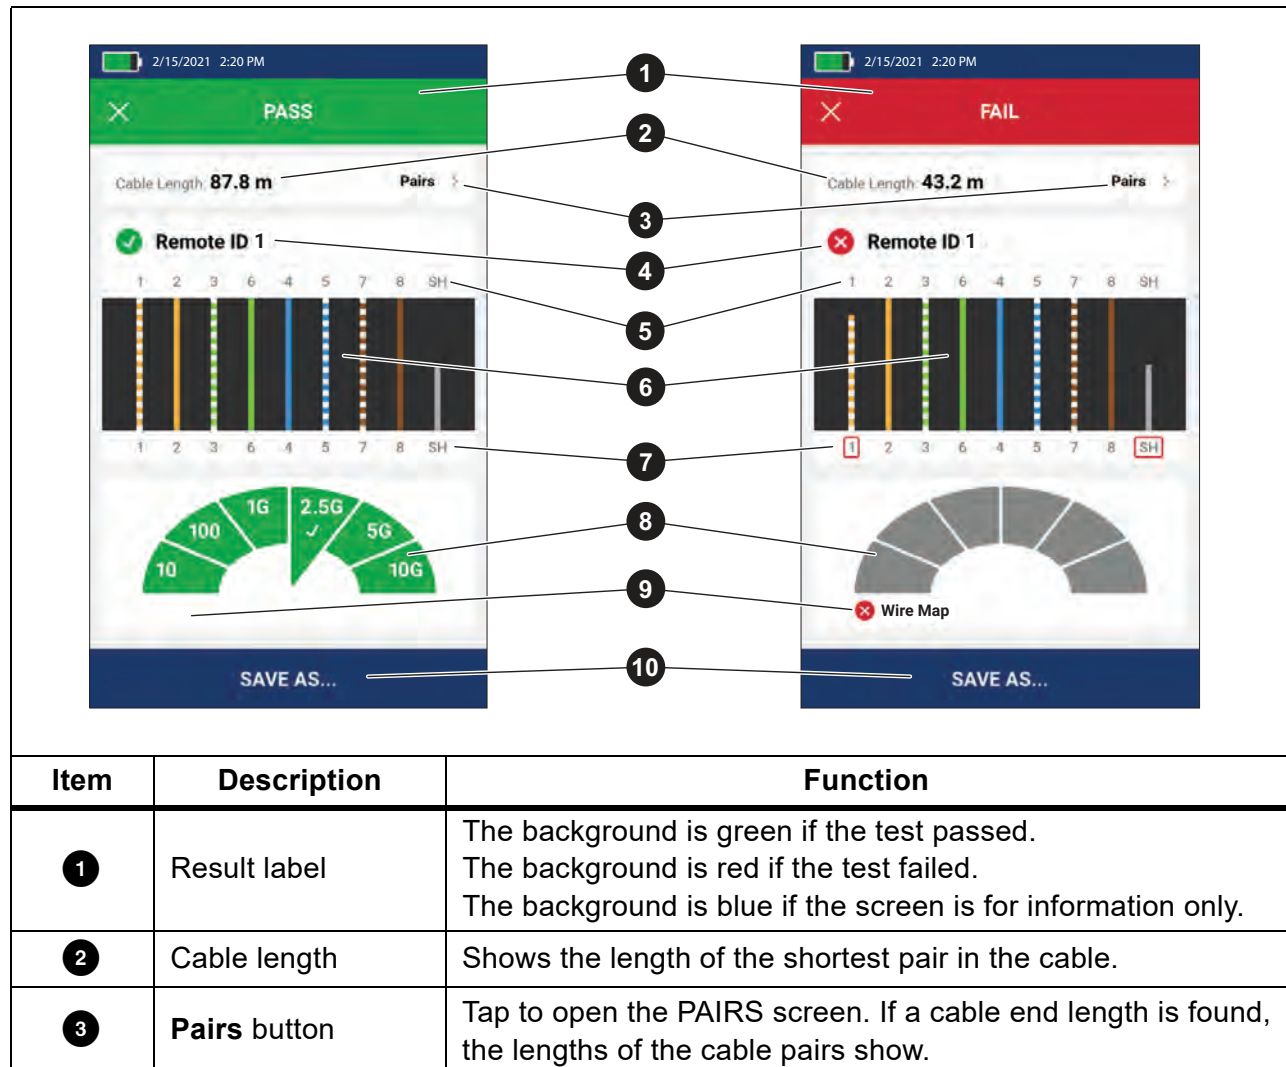 2/15/2021 2:20 PM
PASS
Cable Length: 87.8 m
Pairs
Remote ID 1
1 2 3 6 4 5 7 8 SH
1 2 3 6 4 5 7 8 SH
10 100 1G 2.5G 5G 10G
SAVE AS...
1
2
3
4
5
6
7
8
9
10
2/15/2021 2:20 PM
FAIL
Cable Length: 43.2 m
Pairs
Remote ID 1
1 2 3 6 4 5 7 8 SH
1 2 3 6 4 5 7 8 SH
Wire Map
SAVE AS...
Item Description Function
1 Result label The background is green if the test passed.
The background is red if the test failed.
The background is blue if the screen is for information only.
2 Cable length Shows the length of the shortest pair in the cable.
3 Pairs button Tap to open the PAIRS screen. If a cable end length is found,
the lengths of the cable pairs show.